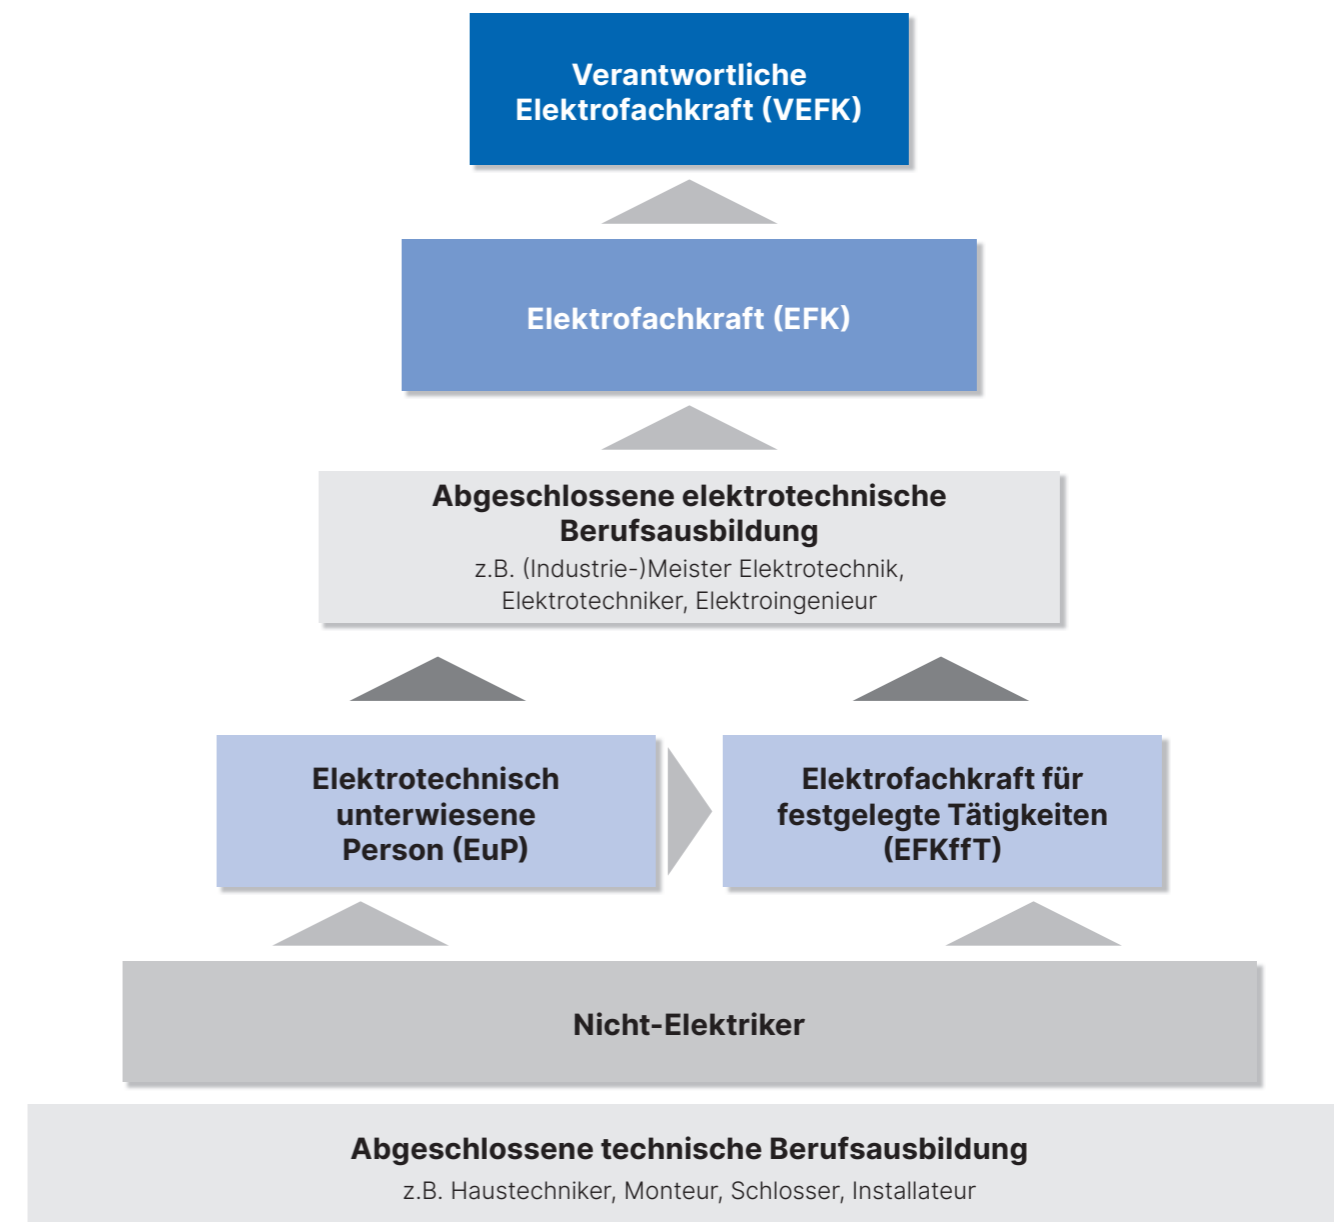 Verantwortliche
Elektrofachkraft (VEFK)
Elektrofachkraft (EFK)
Abgeschlossene elektrotechnische
Berufsausbildung
z.B. (Industrie-)Meister Elektrotechnik,
Elektrotechniker, Elektroingenieur
Elektrotechnisch
unterwiesene
Person (EuP)
Elektrofachkraft für
festgelegte Tätigkeiten
(EFKffT)
Nicht-Elektriker
Abgeschlossene technische Berufsausbildung
z.B. Haustechniker, Monteur, Schlosser, Installateur